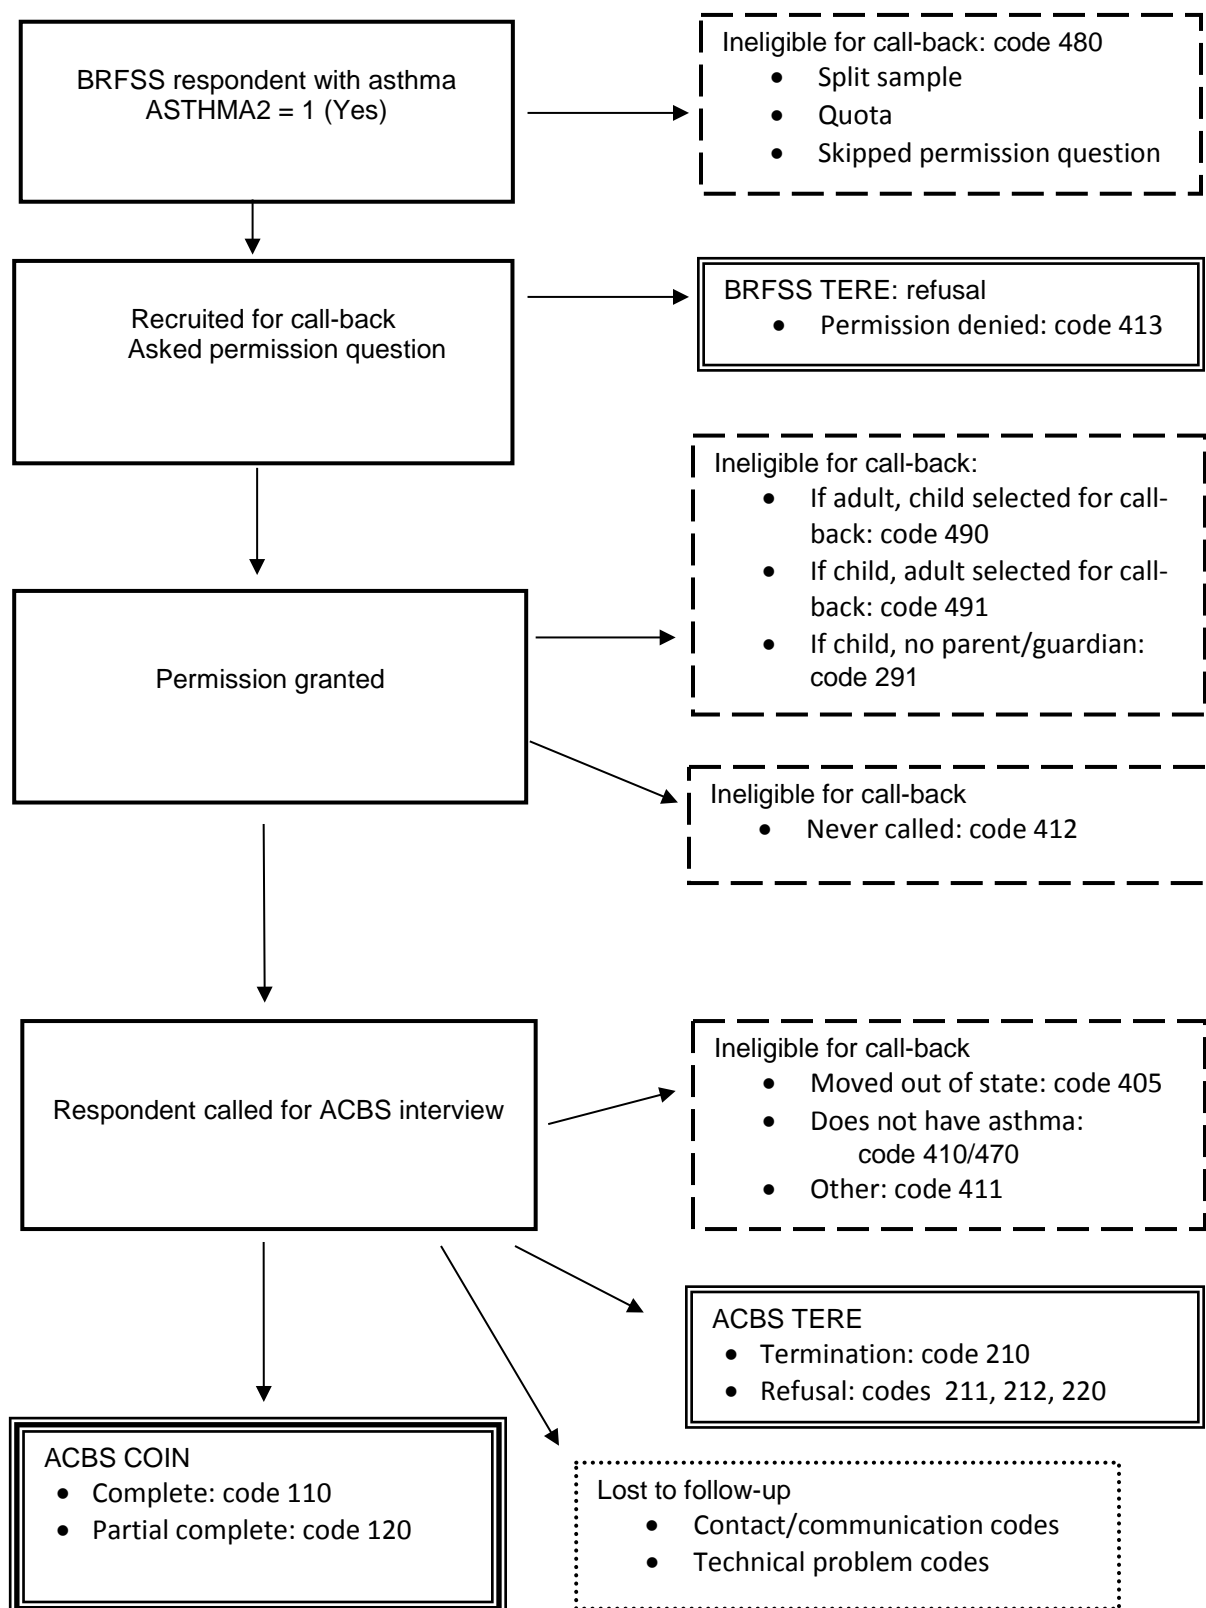 BRFSS respondent with asthma
ASTHMA2 = 1 (Yes)
Ineligible for call-back: code 480
• Split sample
• Quota
• Skipped permission question
Recruited for call-back
Asked permission question
BRFSS TERE: refusal
• Permission denied: code 413
Ineligible for call-back:
• If adult, child selected for call-
back: code 490
• If child, adult selected for call-
back: code 491
• If child, no parent/guardian:
code 291
Permission granted
Ineligible for call-back
• Never called: code 412
Respondent called for ACBS interview
Ineligible for call-back
• Moved out of state: code 405
• Does not have asthma:
code 410/470
• Other: code 411
ACBS TERE
• Termination: code 210
• Refusal: codes 211, 212, 220
ACBS COIN
• Complete: code 110
• Partial complete: code 120
Lost to follow-up
• Contact/communication codes
• Technical problem codes